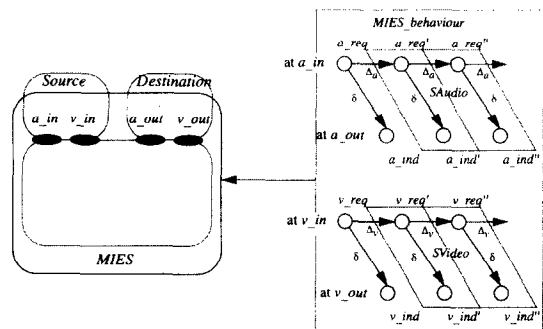 MIES_behaviour
a_req a_req' a_req"
at a_in
Δa Δa Δa
SAudio
δ δ δ
at a_out
a_ind a_ind' a_ind"
v_req v_req' v_req"
at v_in
Δv Δv Δv
SVideo
δ δ δ
at v_out
v_ind v_ind' v_ind"
Source Destination
a_in v_in a_out v_out
MIES